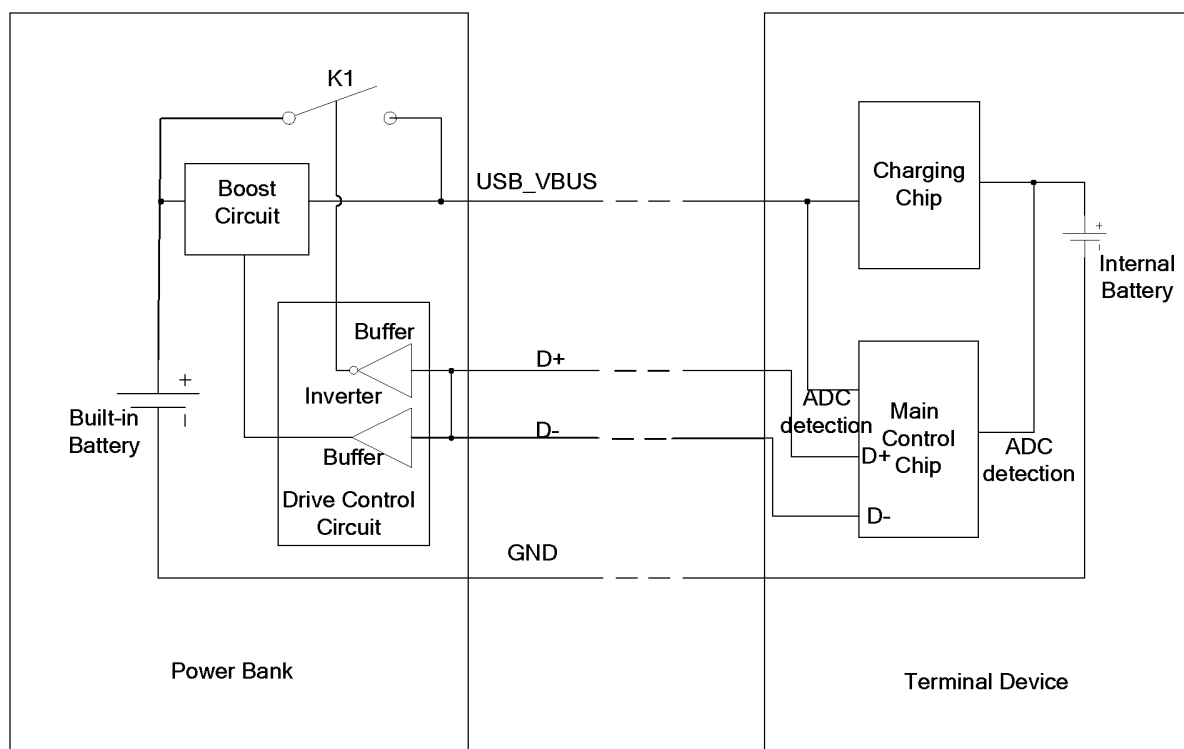 K1
Boost
Circuit
USB_VBUS
Charging
Chip
+
-
Internal
Battery
Buffer
Inverter
Buffer
Drive Control
Circuit
+
-
Built-in
Battery
D+
D-
ADC
detection
Main
Control
Chip
D+
D-
ADC
detection
GND
Power Bank
Terminal Device